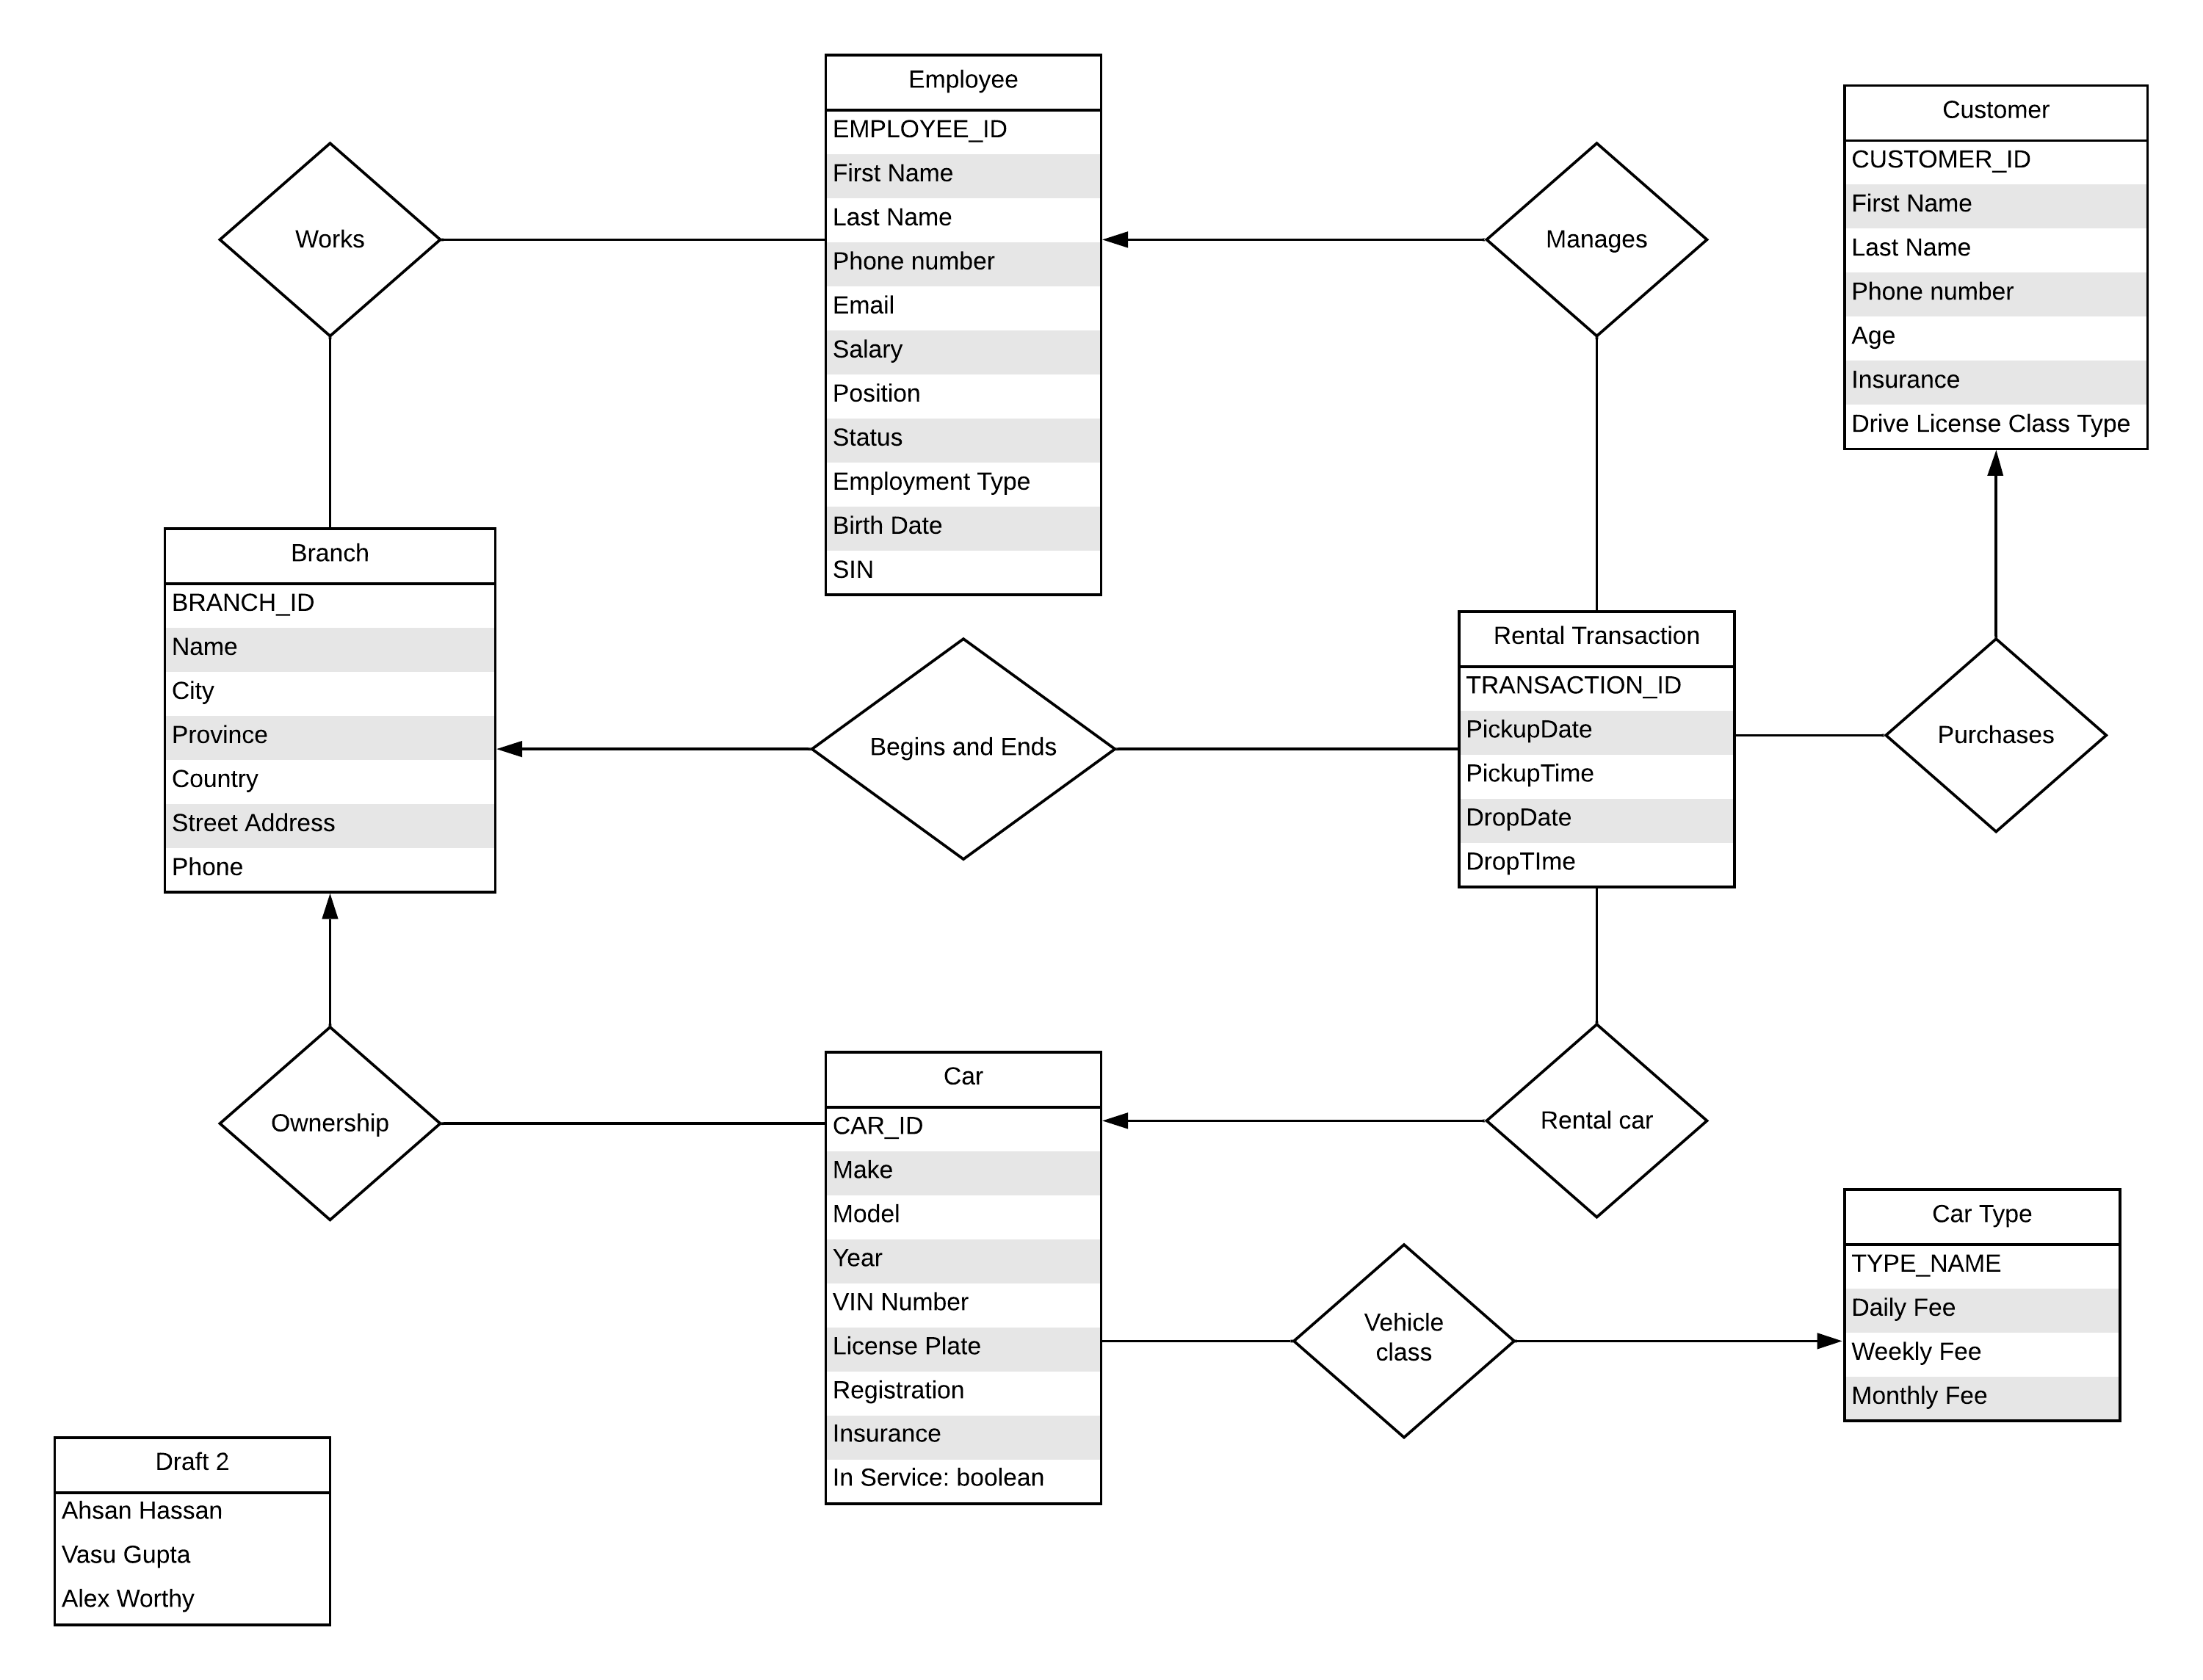 Employee
EMPLOYEE_ID
First Name
Last Name
Phone number
Email
Salary
Position
Status
Employment Type
Birth Date
SIN
Customer
CUSTOMER_ID
First Name
Last Name
Phone number
Age
Insurance
Drive License Class Type
Works
Manages
Branch
BRANCH_ID
Name
City
Province
Country
Street Address
Phone
Begins and Ends
Rental Transaction
TRANSACTION_ID
PickupDate
PickupTime
DropDate
DropTIme
Purchases
Ownership
Car
CAR_ID
Make
Model
Year
VIN Number
License Plate
Registration
Insurance
In Service: boolean
Rental car
Vehicle
class
Car Type
TYPE_NAME
Daily Fee
Weekly Fee
Monthly Fee
Draft 2
Ahsan Hassan
Vasu Gupta
Alex Worthy